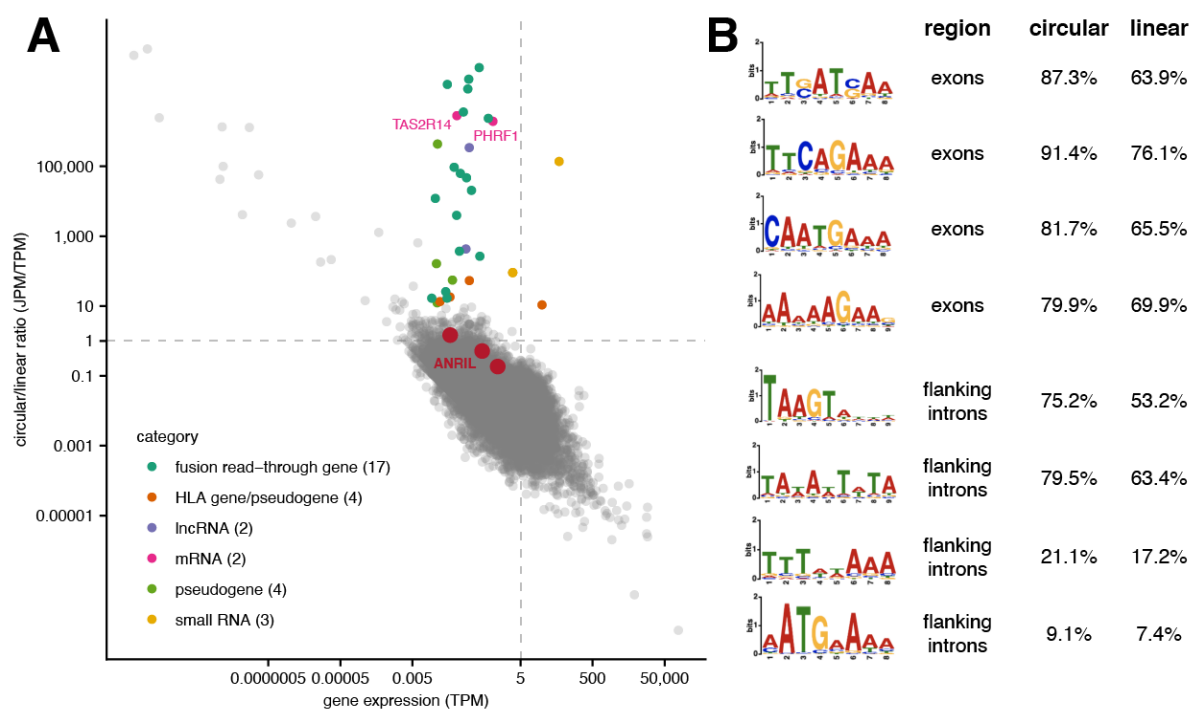 A
circular/linear ratio (JPM/TPM)
100,000
1,000
10
1
0.1
0.001
0.00001
TAS2R14
PHRF1
ANRIL
category
fusion read−through gene (17)
HLA gene/pseudogene (4)
lncRNA (2)
mRNA (2)
pseudogene (4)
small RNA (3)
0.0000005 0.00005 0.005 5 500 50,000
gene expression (TPM)
B
region circular linear
exons 87.3% 63.9%
exons 91.4% 76.1%
exons 81.7% 65.5%
exons 79.9% 69.9%
flanking
introns 75.2% 53.2%
flanking
introns 79.5% 63.4%
flanking
introns 21.1% 17.2%
flanking
introns 9.1% 7.4%